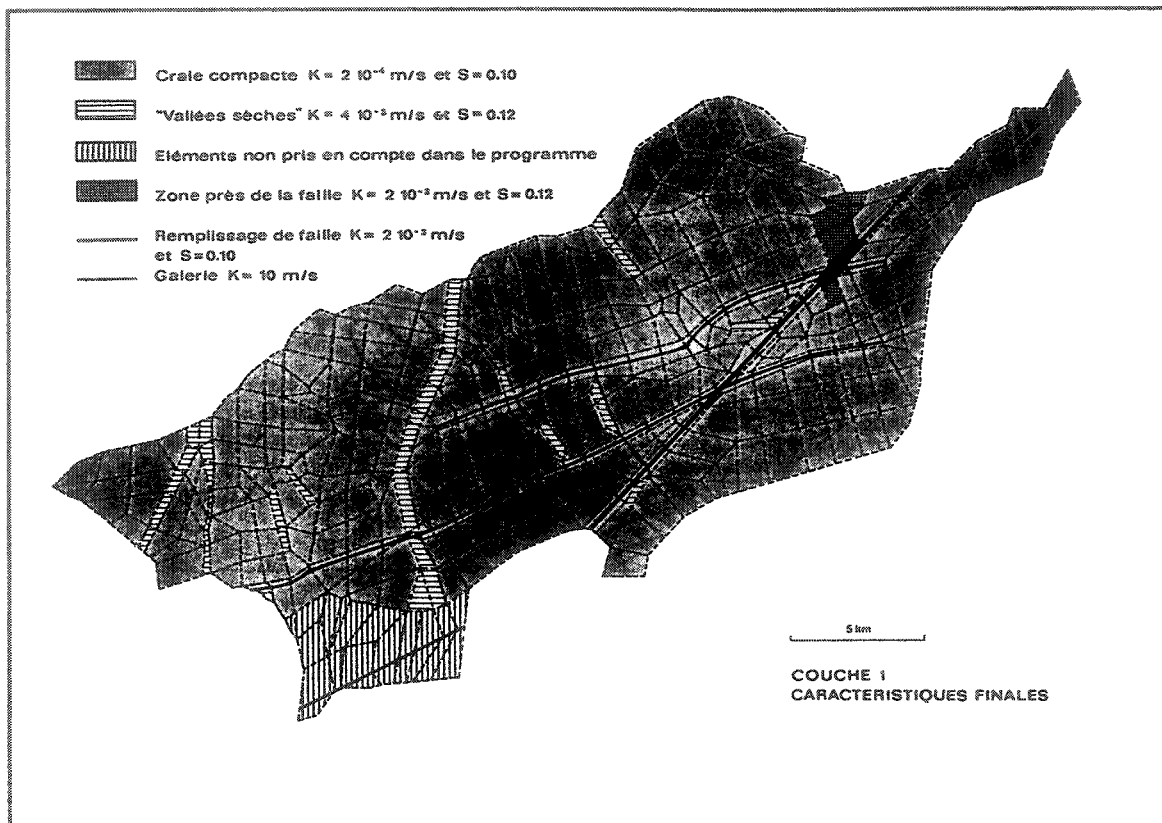 Craie compacte K= 2 10⁻⁴ m/s et S=0.10
"Vallées sèches" K= 4 10⁻³ m/s et S=0.12
Eléments non pris en compte dans le programme
Zone près de la faille K= 2 10⁻² m/s et S=0.12
Remplissage de faille K= 2 10⁻³ m/s
et S=0.10
Galerie K= 10 m/s
5 km
COUCHE 1
CARACTERISTIQUES FINALES